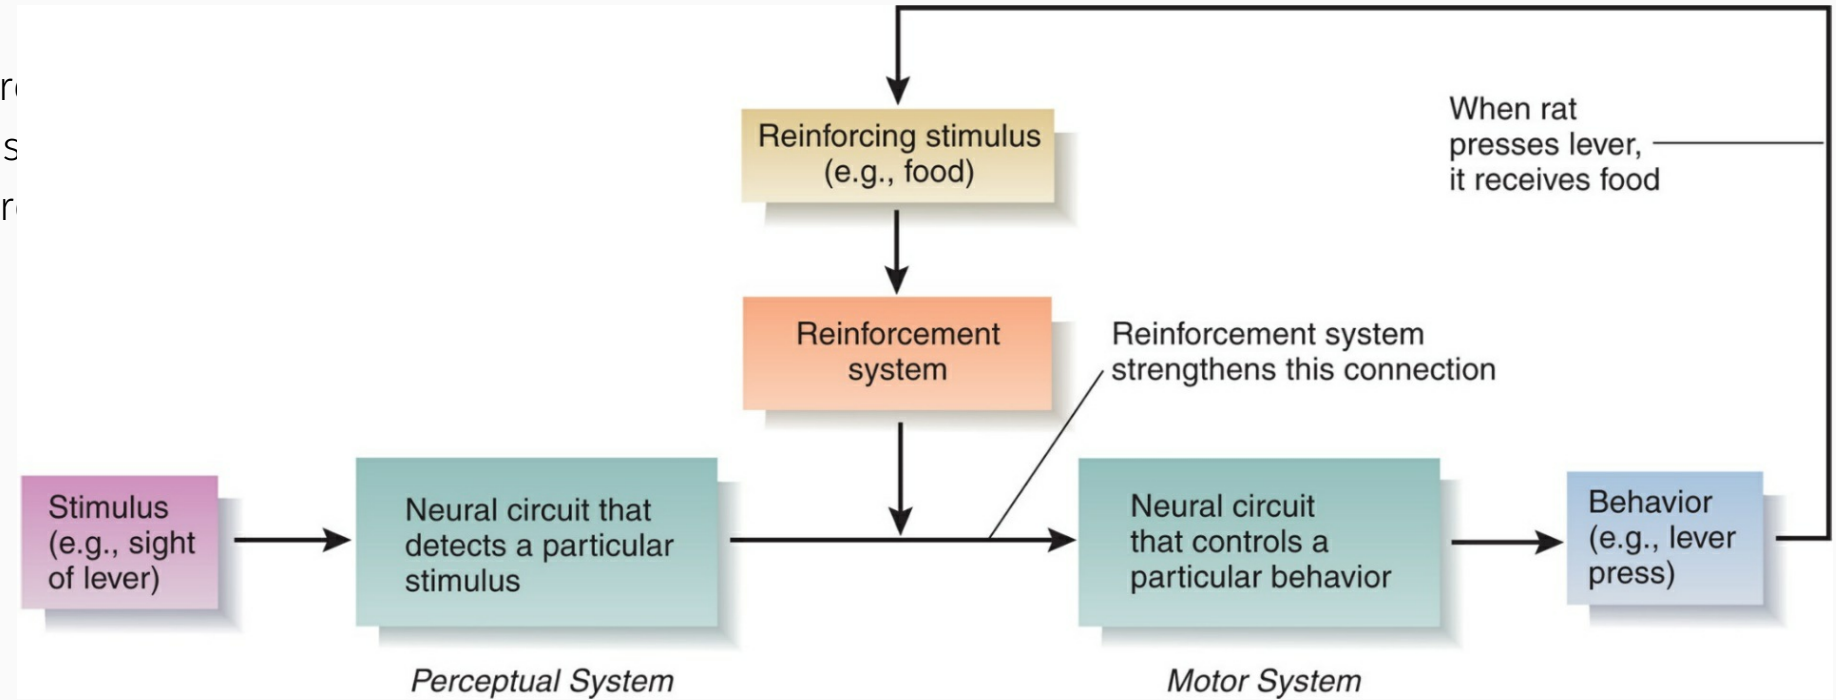 Reinforcing stimulus
(e.g., food)
When rat
presses lever,
it receives food
Reinforcement
system
Reinforcement system
strengthens this connection
Stimulus
(e.g., sight
of lever)
Neural circuit that
detects a particular
stimulus
Neural circuit
that controls a
particular behavior
Behavior
(e.g., lever
press)
Perceptual System
Motor System